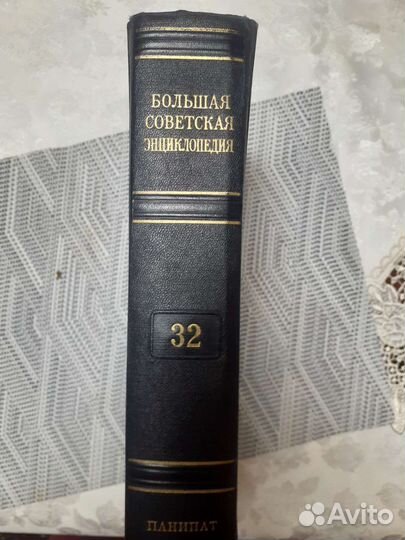 БОЛЬШАЯ
СОВЕТСКАЯ
ЭНЦИКЛОПЕДИЯ
32
ПАНИПАТ
Avito